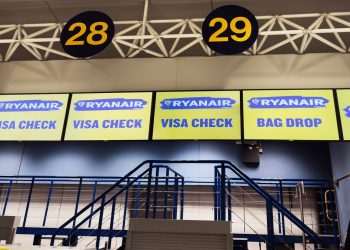 28 29
RYANAIR
VISA CHECK
RYANAIR
VISA CHECK
RYANAIR
VISA CHECK
RYANAIR
BAG DROP